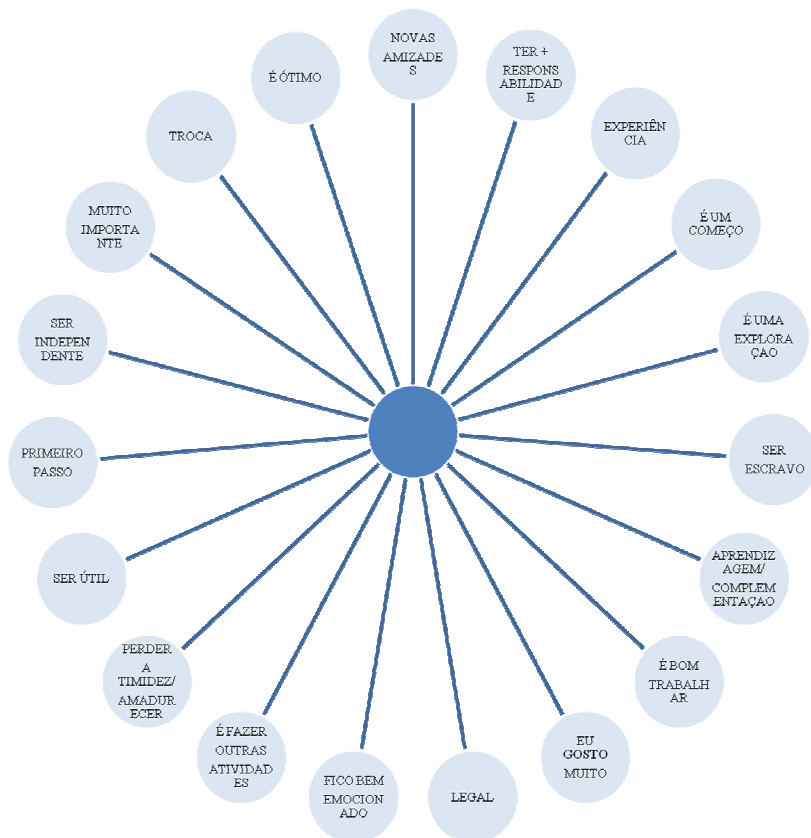 NOVAS
AMIZADE
S
TER +
RESPONS
ABILIDAD
E
EXPERIÊN
CIA
É UM
COMEÇO
É UMA
EXPLORA
ÇAO
SER
ESCRAVO
APRENDIZ
AGEM/
COMPLEM
ENTAÇAO
É BOM
TRABALH
AR
EU
GOSTO
MUITO
LEGAL
FICO BEM
EMOCION
ADO
É FAZER
OUTRAS
ATIVIDAD
ES
PERDER
A
TIMIDEZ/
AMADUR
ECER
SER ÚTIL
PRIMEIRO
PASSO
SER
INDEPEN
DENTE
MUITO
IMPORTA
NTE
TROCA
É ÓTIMO